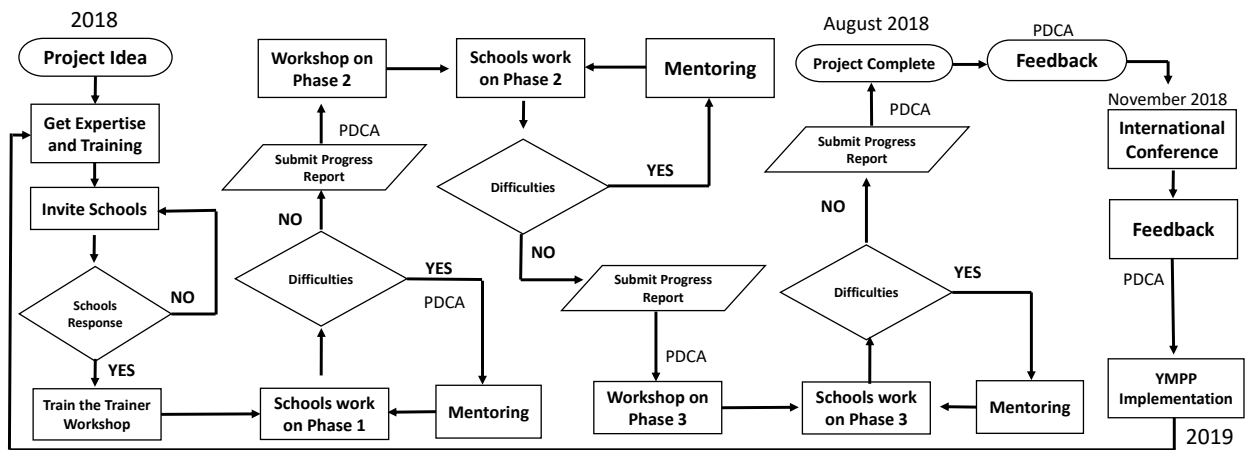 2018
Project Idea
Get Expertise
and Training
Invite Schools
Schools
Response
NO
YES
Train the Trainer
Workshop
Schools work
on Phase 1
Difficulties
YES
PDCA
Mentoring
NO
Submit Progress
Report
PDCA
Workshop on
Phase 2
Schools work
on Phase 2
Difficulties
YES
Mentoring
NO
Submit Progress
Report
PDCA
Workshop on
Phase 3
Schools work
on Phase 3
Difficulties
YES
Mentoring
NO
Submit Progress
Report
PDCA
August 2018
Project Complete
PDCA
Feedback
November 2018
International
Conference
Feedback
PDCA
YMPP
Implementation
2019